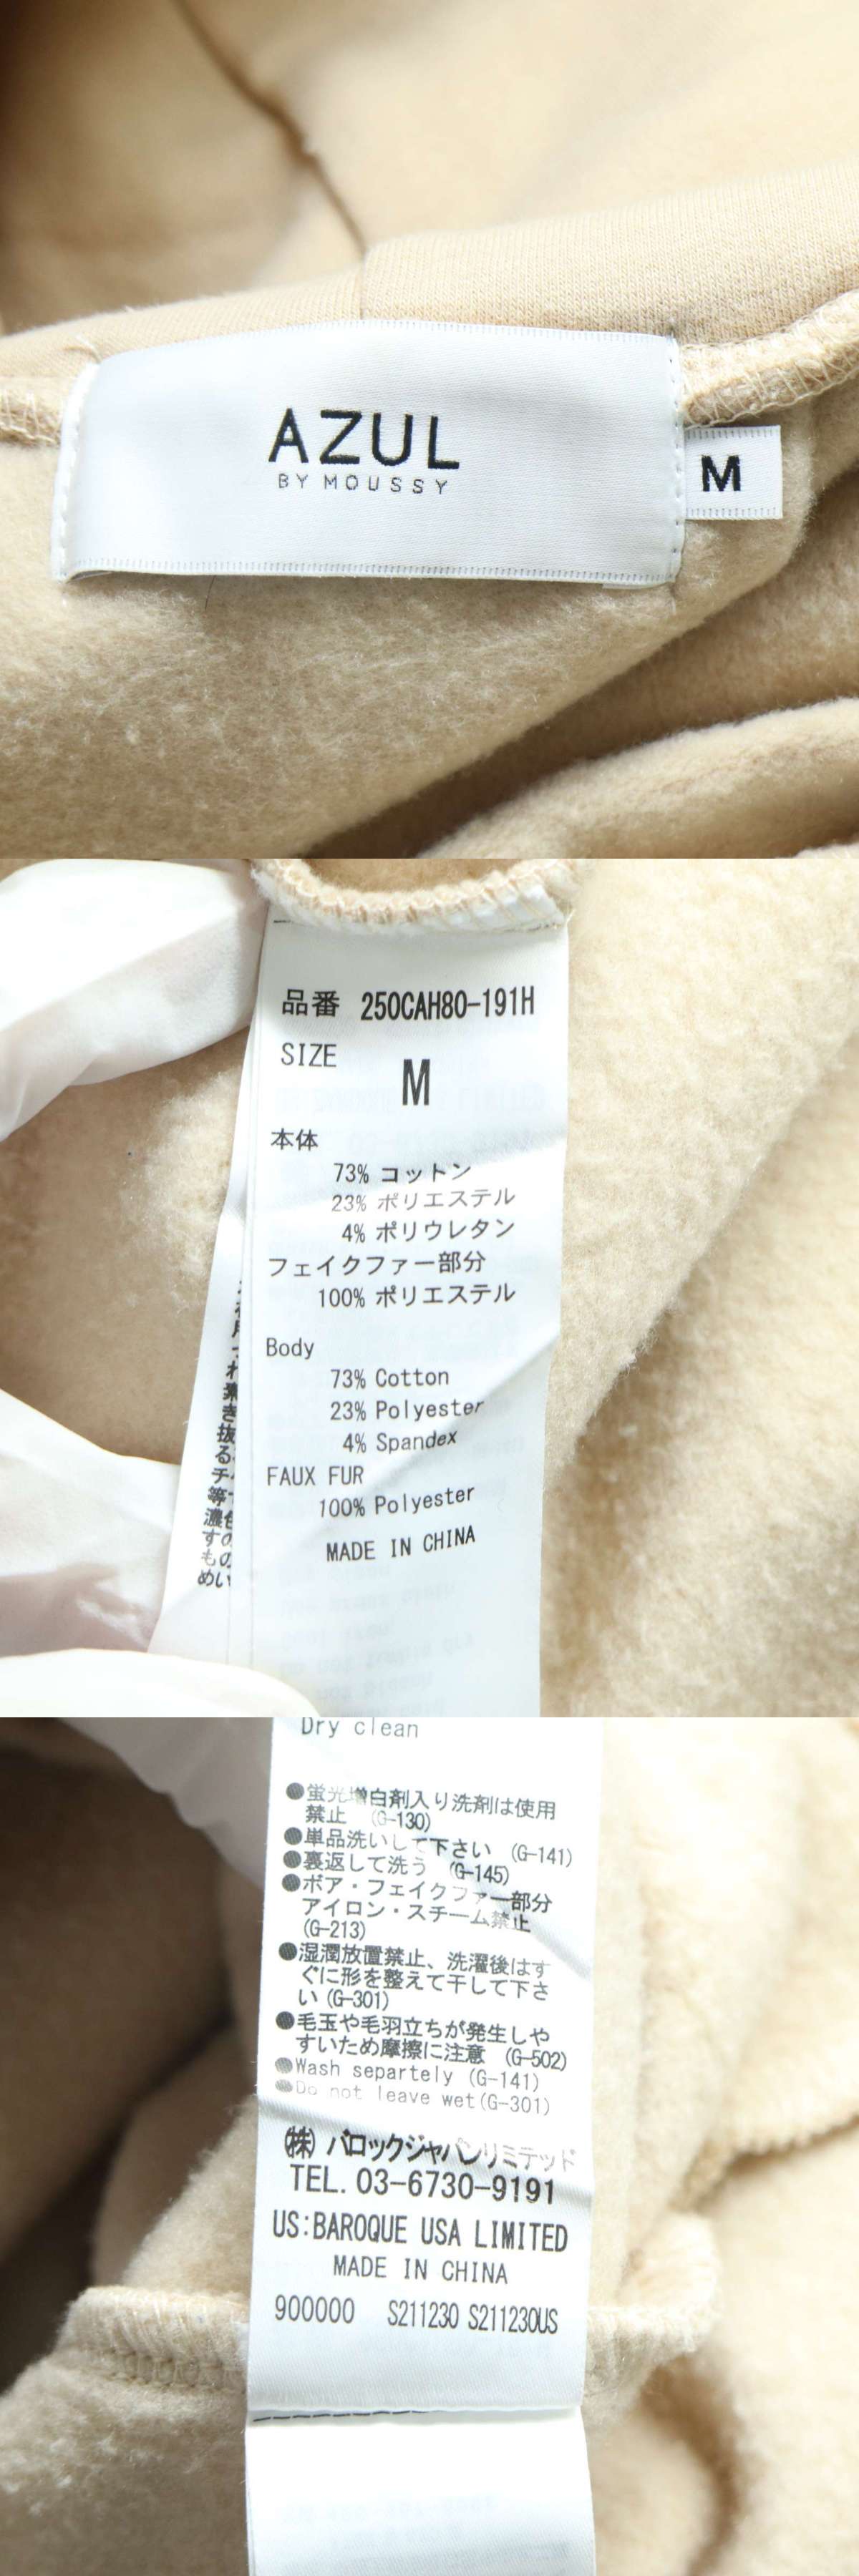 AZUL
BY MOUSSY
M
品番 250CAH80-191H
SIZE
M
本体
73% コットン
23% ポリエステル
4% ポリウレタン
フェイクファー部分
100% ポリエステル
Body
73% Cotton
23% Polyester
4% Spandex
FAUX FUR
100% Polyester
MADE IN CHINA
Dry clean
●蛍光増白剤入り洗剤は使用
禁止 (G-130)
●単品洗いして下さい (G-141)
●裏返して洗う (G-145)
●ボア・フェイクファー部分
アイロン・スチーム禁止
(G-213)
●湿潤放置禁止、洗濯後はす
ぐに形を整えて干して下さ
い (G-301)
●毛玉や毛羽立ちが発生しや
すいため摩擦に注意 (G-502)
●Wash separtely (G-141)
●Do not leave wet(G-301)
㈱ バロックジャパンリミテッド
TEL. 03-6730-9191
US:BAROQUE USA LIMITED
MADE IN CHINA
900000 S211230 S211230US